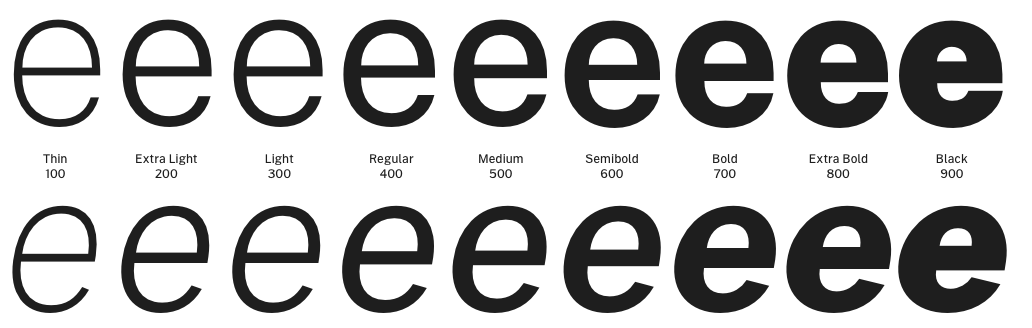 e e e e e e e e e
Thin Extra Light Light Regular Medium Semibold Bold Extra Bold Black
100 200 300 400 500 600 700 800 900
e e e e e e e e e